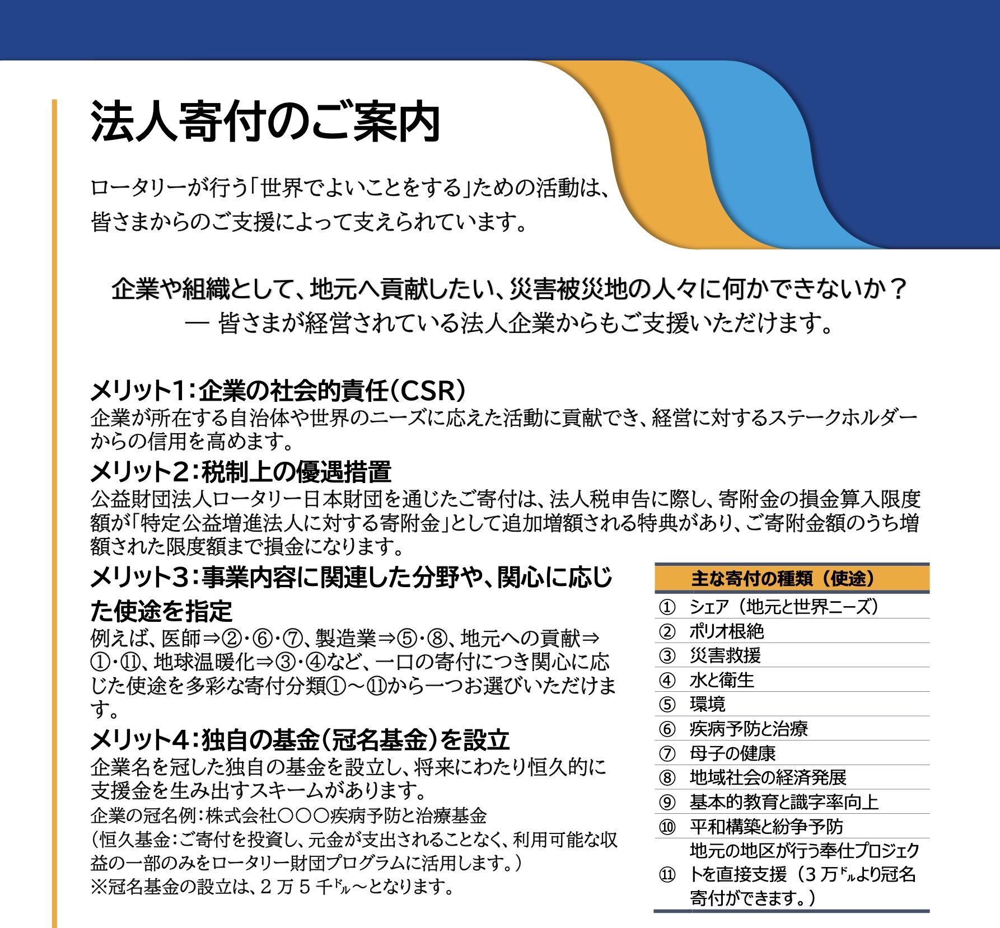 法人寄付のご案内
ロータリーが行う「世界でよいことをする」ための活動は、
皆さまからのご支援によって支えられています。
企業や組織として、地元へ貢献したい、災害被災地の人々に何かできないか？
― 皆さまが経営されている法人企業からもご支援いただけます。
メリット1：企業の社会的責任（CSR）
企業が所在する自治体や世界のニーズに応えた活動に貢献でき、経営に対するステークホルダー
からの信用を高めます。
メリット2：税制上の優遇措置
公益財団法人ロータリー日本財団を通じたご寄付は、法人税申告に際し、寄附金の損金算入限度
額が「特定公益増進法人に対する寄附金」として追加増額される特典があり、ご寄附金額のうち増
額された限度額まで損金になります。
メリット3：事業内容に関連した分野や、関心に応じ
た使途を指定
例えば、医師⇒②・⑥・⑦、製造業⇒⑤・⑧、地元への貢献⇒
①・⑪、地球温暖化⇒③・④など、一口の寄付につき関心に応
じた使途を多彩な寄付分類①～⑪から一つお選びいただけま
す。
メリット4：独自の基金（冠名基金）を設立
企業名を冠した独自の基金を設立し、将来にわたり恒久的に
支援金を生み出すスキームがあります。
企業の冠名例：株式会社〇〇〇疾病予防と治療基金
（恒久基金：ご寄付を投資し、元金が支出されることなく、利用可能な収
益の一部のみをロータリー財団プログラムに活用します。）
※冠名基金の設立は、2 万 5 千㌦～となります。
主な寄付の種類（使途）
① シェア（地元と世界ニーズ）
② ポリオ根絶
③ 災害救援
④ 水と衛生
⑤ 環境
⑥ 疾病予防と治療
⑦ 母子の健康
⑧ 地域社会の経済発展
⑨ 基本的教育と識字率向上
⑩ 平和構築と紛争予防
地元の地区が行う奉仕プロジェク
⑪ トを直接支援（3 万㌦より冠名
寄付ができます。）